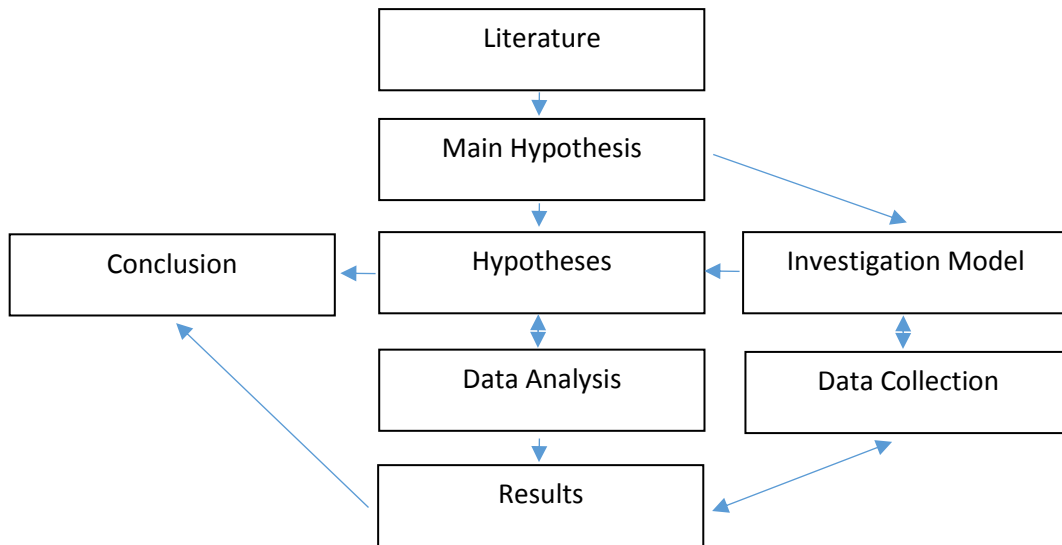 Literature
Main Hypothesis
Conclusion
Hypotheses
Investigation Model
Data Analysis
Data Collection
Results